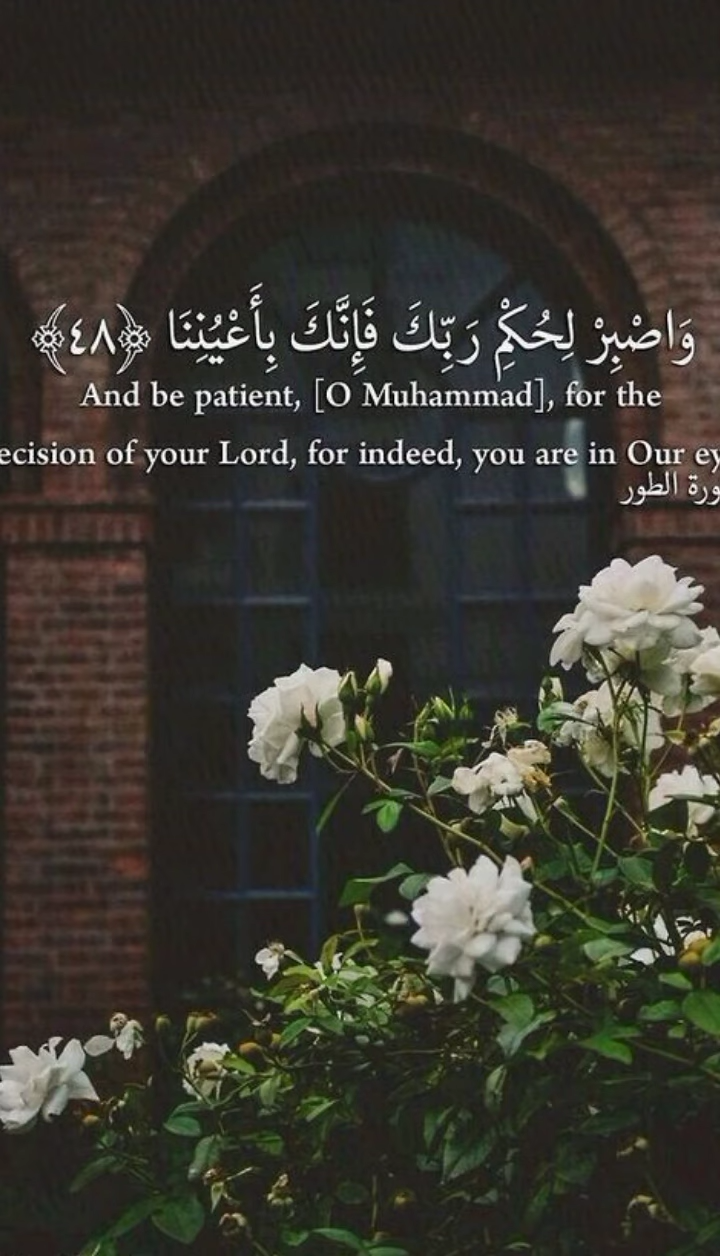 وَاصْبِرْ لِحُكْمِ رَبِّكَ فَإِنَّكَ بِأَعْيُنِنَا ﴿٤٨﴾
And be patient, [O Muhammad], for the
ecision of your Lord, for indeed, you are in Our ey
ورة الطور